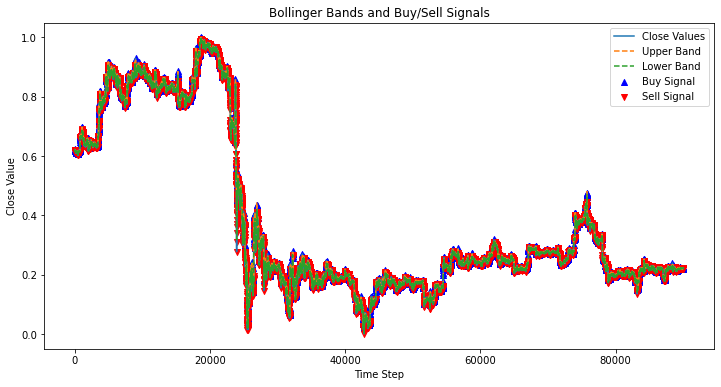 Bollinger Bands and Buy/Sell Signals
Close Value
1.0
0.8
0.6
0.4
0.2
0.0
Close Values
Upper Band
Lower Band
Buy Signal
Sell Signal
0
20000
40000
60000
80000
Time Step